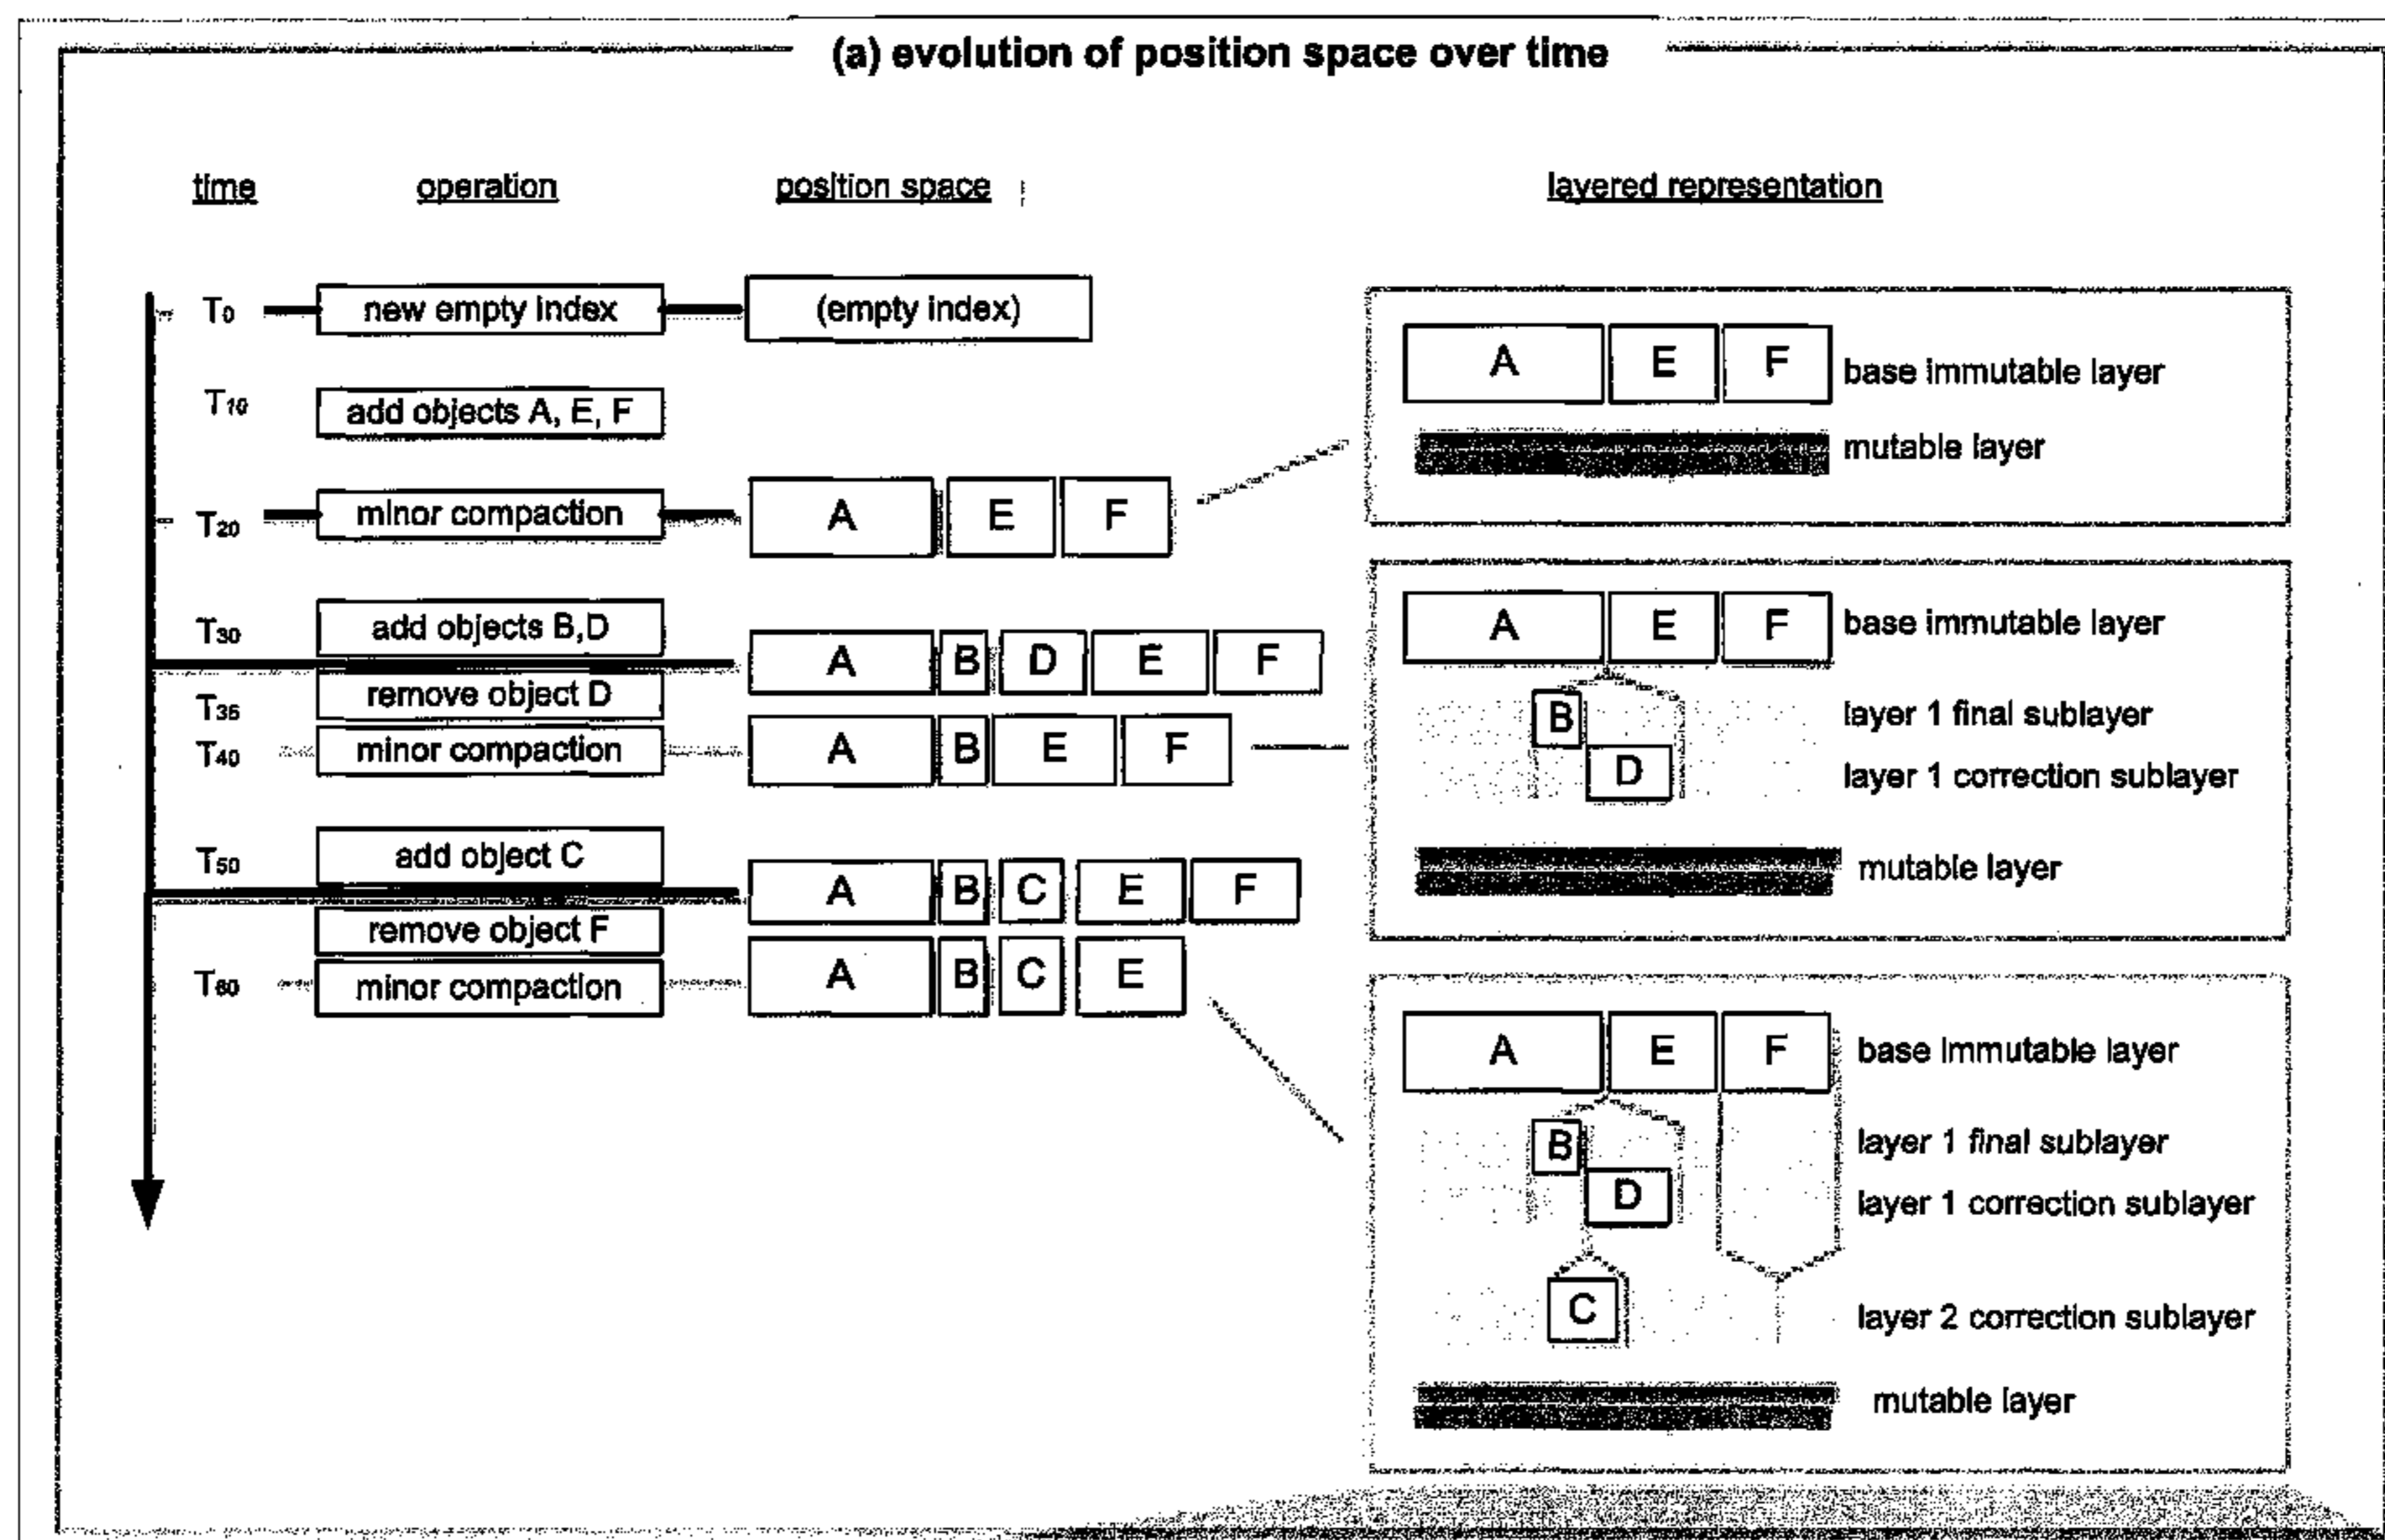 (a) evolution of position space over time
time operation position space layered representation
T0 new empty index (empty index)
T10 add objects A, E, F
T20 minor compaction A E F
A E F base immutable layer
mutable layer
T30 add objects B,D
A B D E F
T35 remove object D
T40 minor compaction A B E F
A E F base immutable layer
B layer 1 final sublayer
D layer 1 correction sublayer
mutable layer
T50 add object C
A B C E F
remove object F
T60 minor compaction A B C E
A E F base immutable layer
B layer 1 final sublayer
D layer 1 correction sublayer
C layer 2 correction sublayer
mutable layer